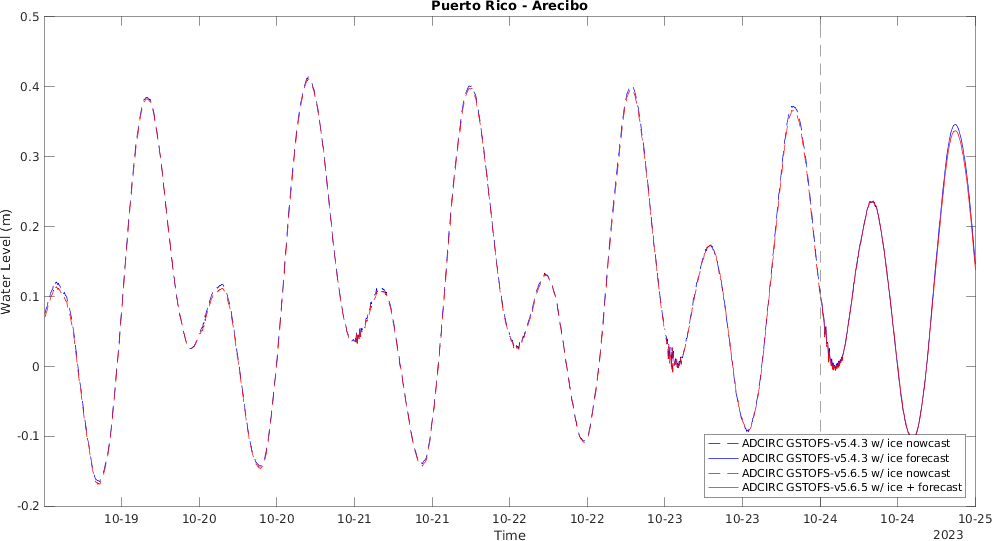 Puerto Rico - Arecibo
0.5
0.4
0.3
0.2
0.1
0
-0.1
-0.2
Water Level (m)
ADCIRC GSTOFS-v5.4.3 w/ ice nowcast
ADCIRC GSTOFS-v5.4.3 w/ ice forecast
ADCIRC GSTOFS-v5.6.5 w/ ice nowcast
ADCIRC GSTOFS-v5.6.5 w/ ice + forecast
10-19 10-20 10-20 10-21 10-21 10-22 10-22 10-23 10-23 10-24 10-24 10-25
Time
2023